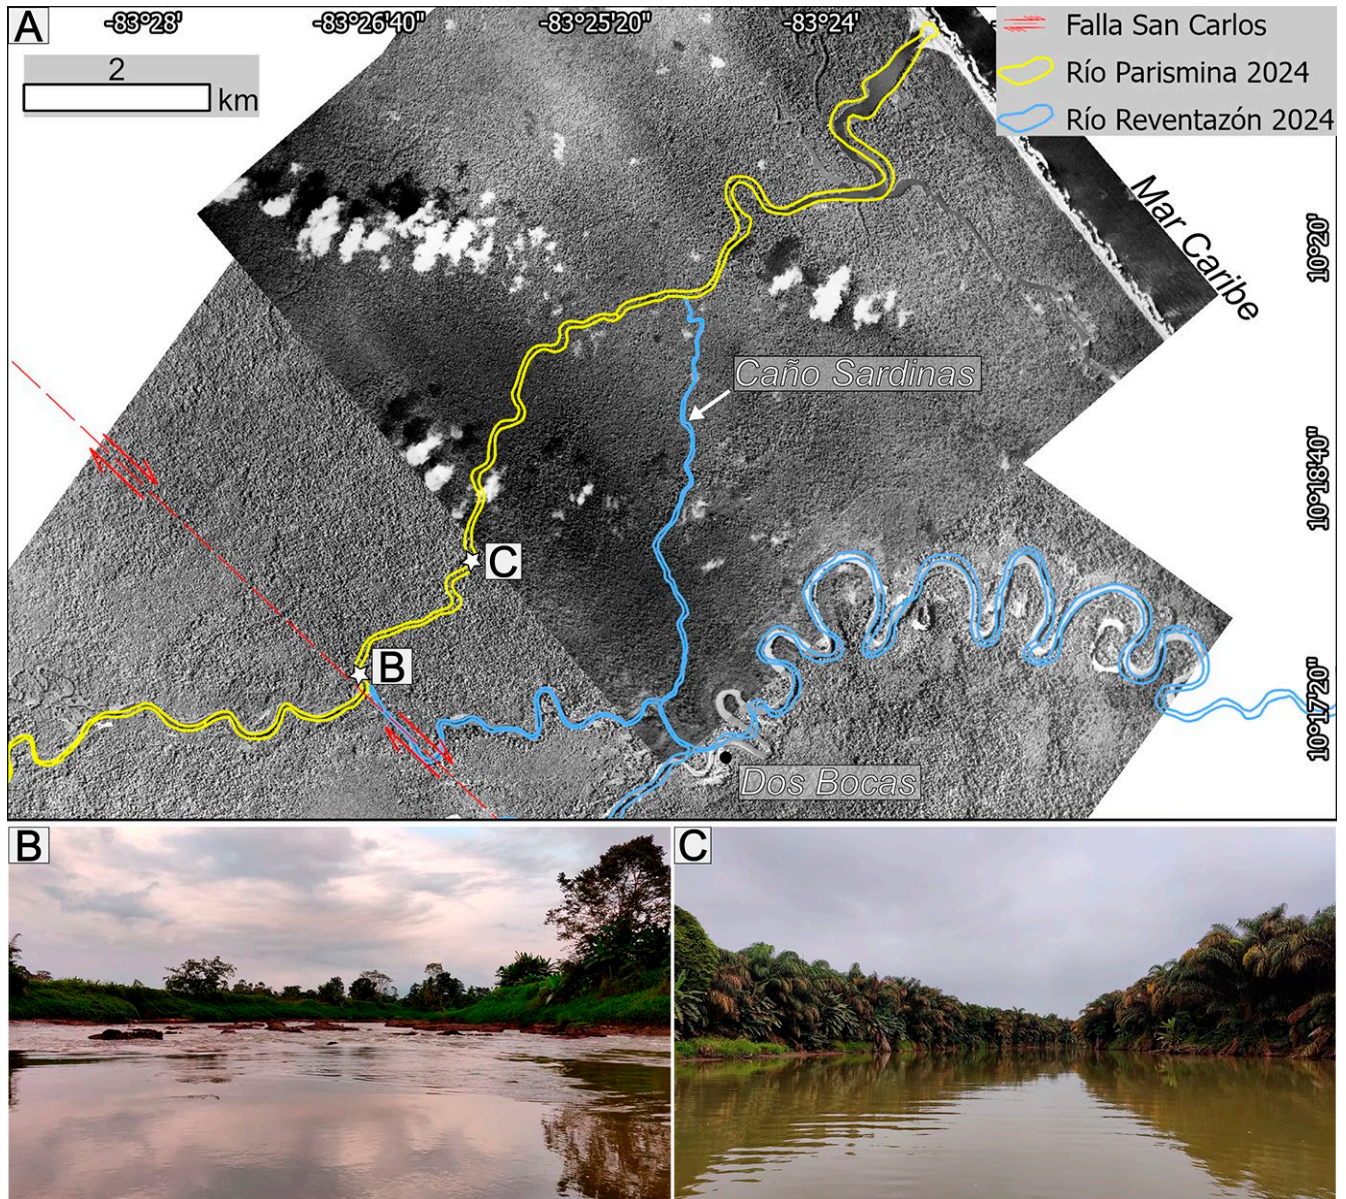 A
-83°28'
-83°26'40"
-83°25'20"
-83°24'
2
km
Falla San Carlos
Río Parismina 2024
Río Reventazón 2024
Mar Caribe
10°20'
Caño Sardinas
10°18'40"
C
B
10°17'20"
Dos Bocas
B
C